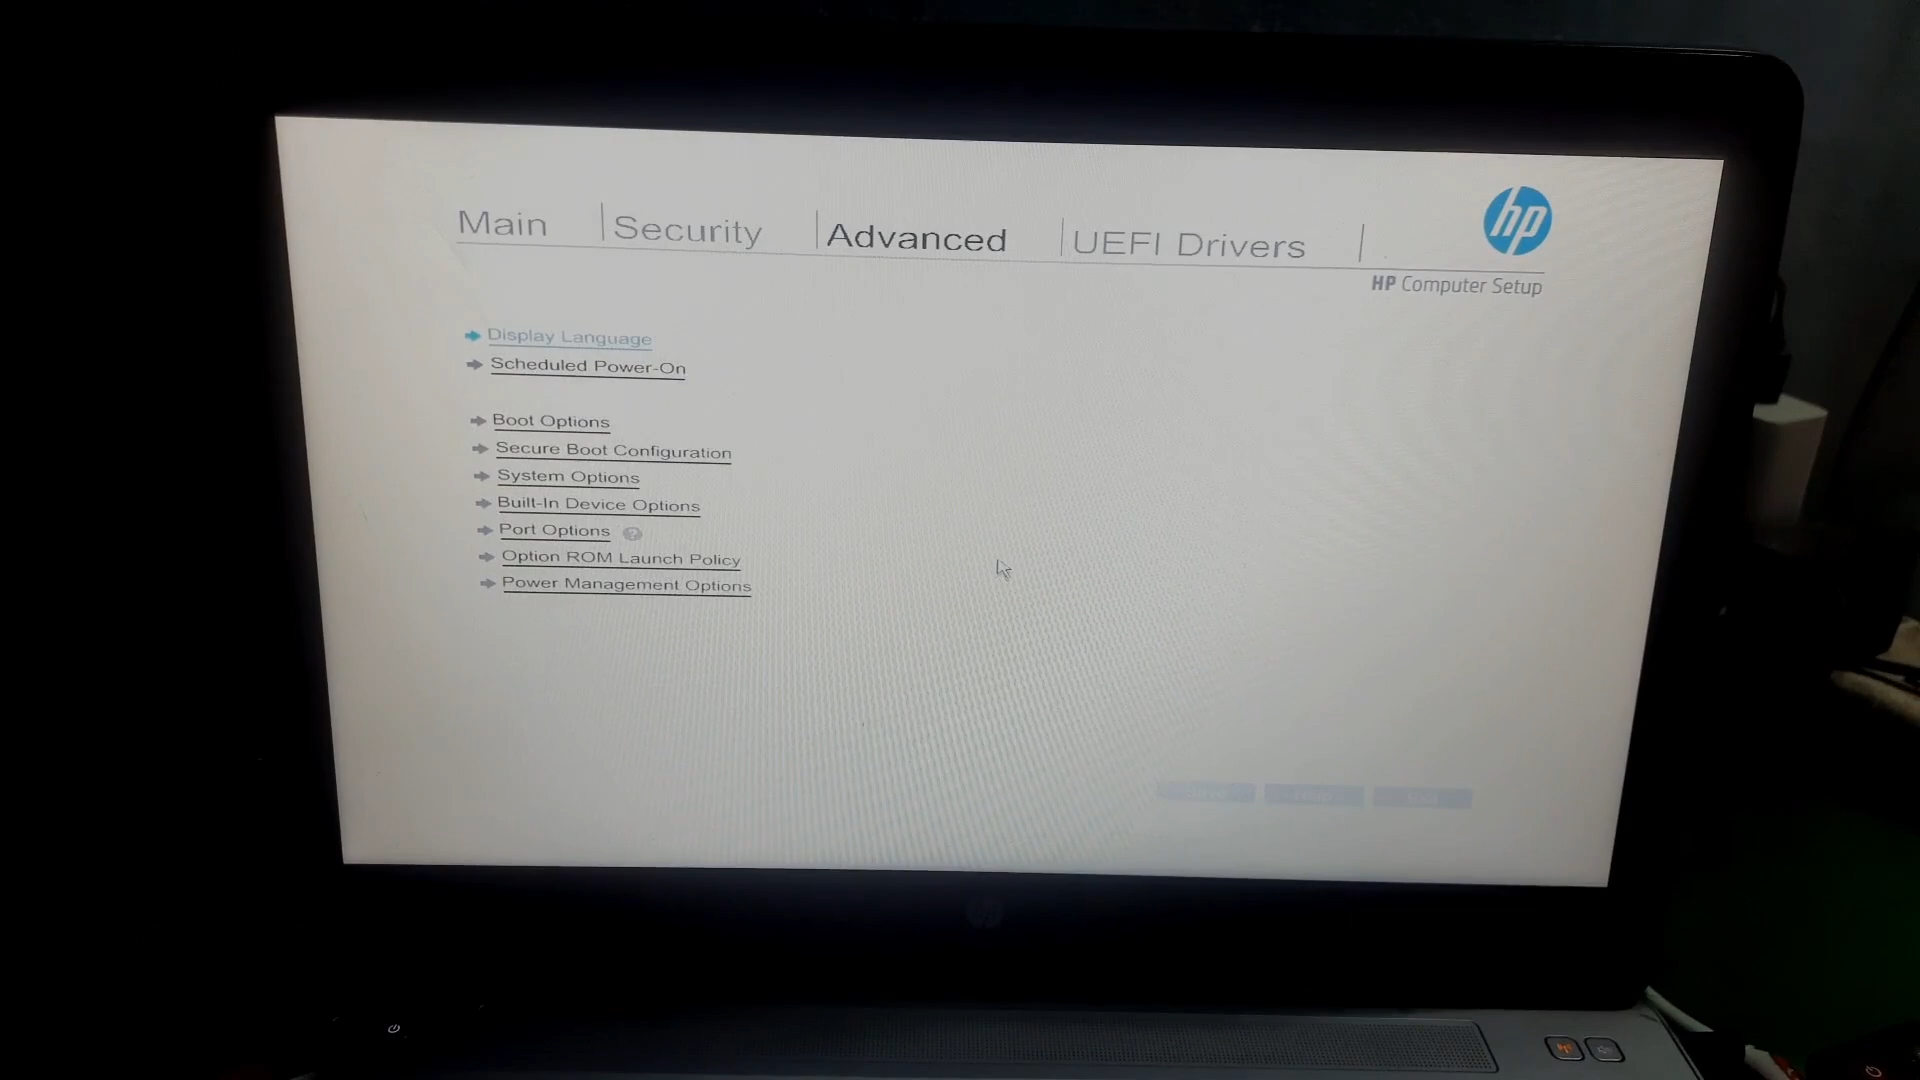 Main
Security
Advanced
UEFI Drivers
hp
HP Computer Setup
Display Language
Scheduled Power-On
Boot Options
Secure Boot Configuration
System Options
Built-In Device Options
Port Options ?
Option ROM Launch Policy
Power Management Options